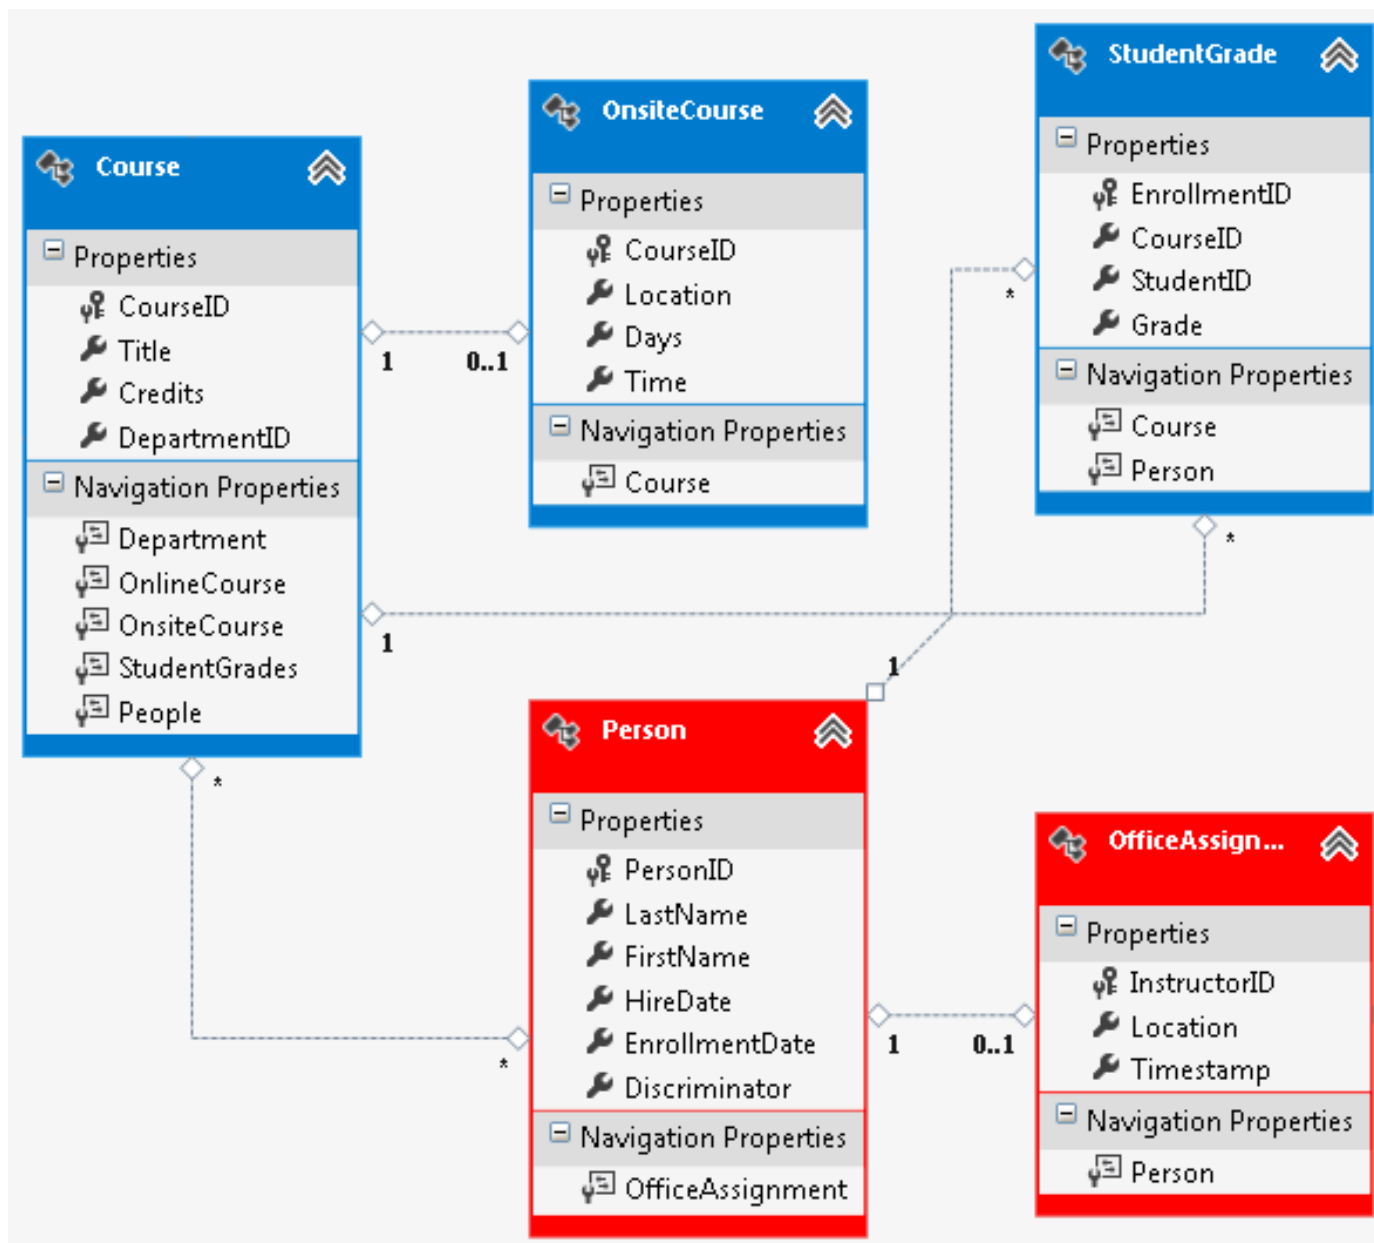 Course
Properties
CourseID
Title
Credits
DepartmentID
Navigation Properties
Department
OnlineCourse
OnsiteCourse
StudentGrades
People
OnsiteCourse
Properties
CourseID
Location
Days
Time
Navigation Properties
Course
StudentGrade
Properties
EnrollmentID
CourseID
StudentID
Grade
Navigation Properties
Course
Person
1
0..1
*
*
1
1
*
*
Person
Properties
PersonID
LastName
FirstName
HireDate
EnrollmentDate
Discriminator
Navigation Properties
OfficeAssignment
1
0..1
OfficeAssign...
Properties
InstructorID
Location
Timestamp
Navigation Properties
Person